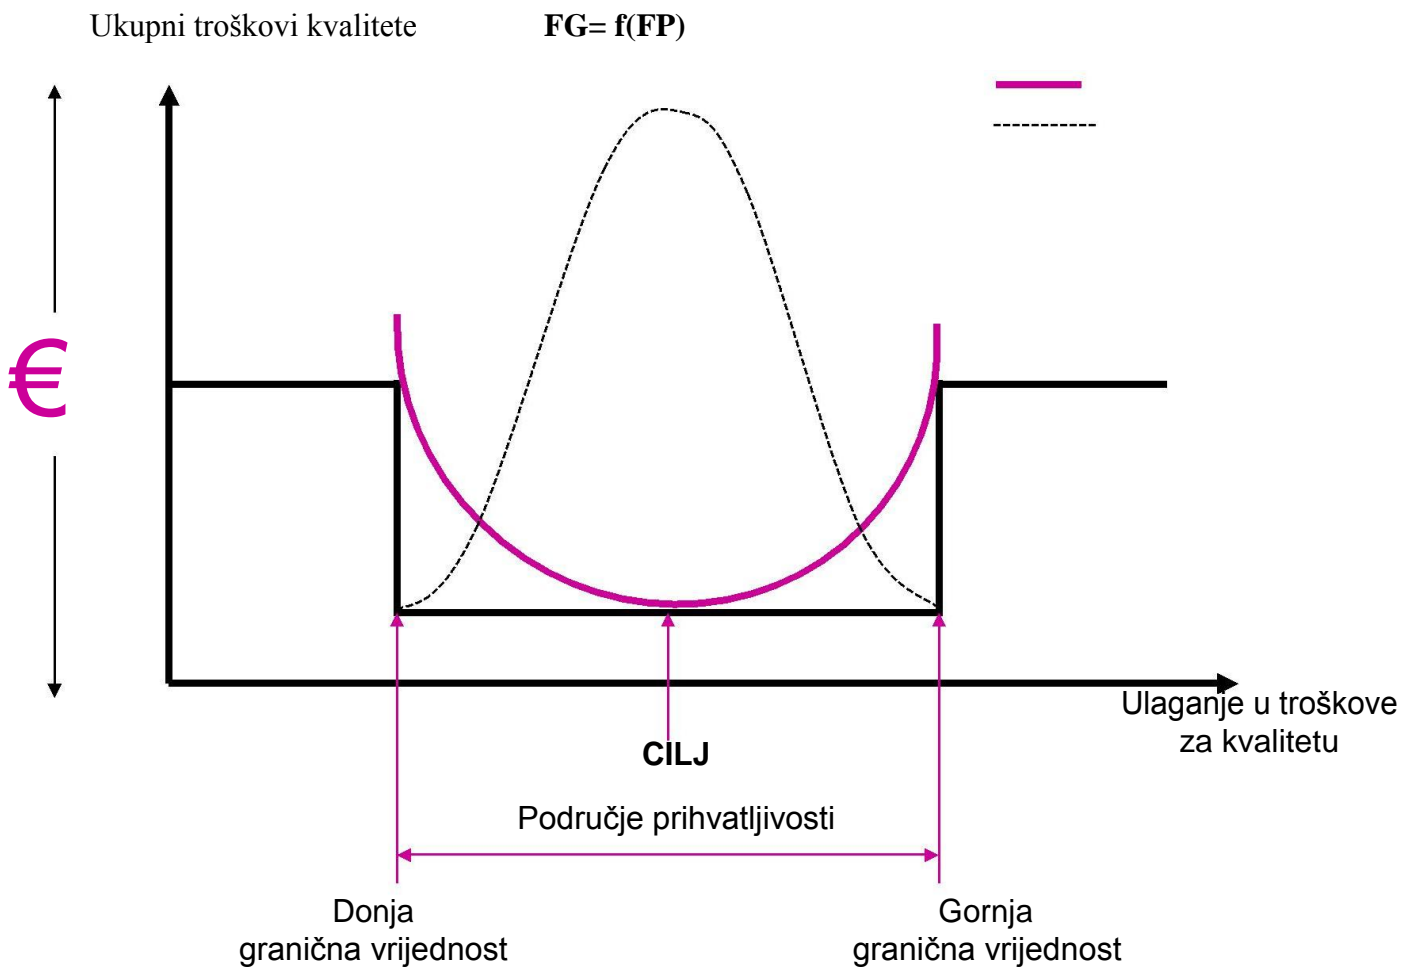 Ukupni troškovi kvalitete FG= f(FP)
€
Ulaganje u troškove
za kvalitetu
CILJ
Područje prihvatljivosti
Donja
granična vrijednost
Gornja
granična vrijednost